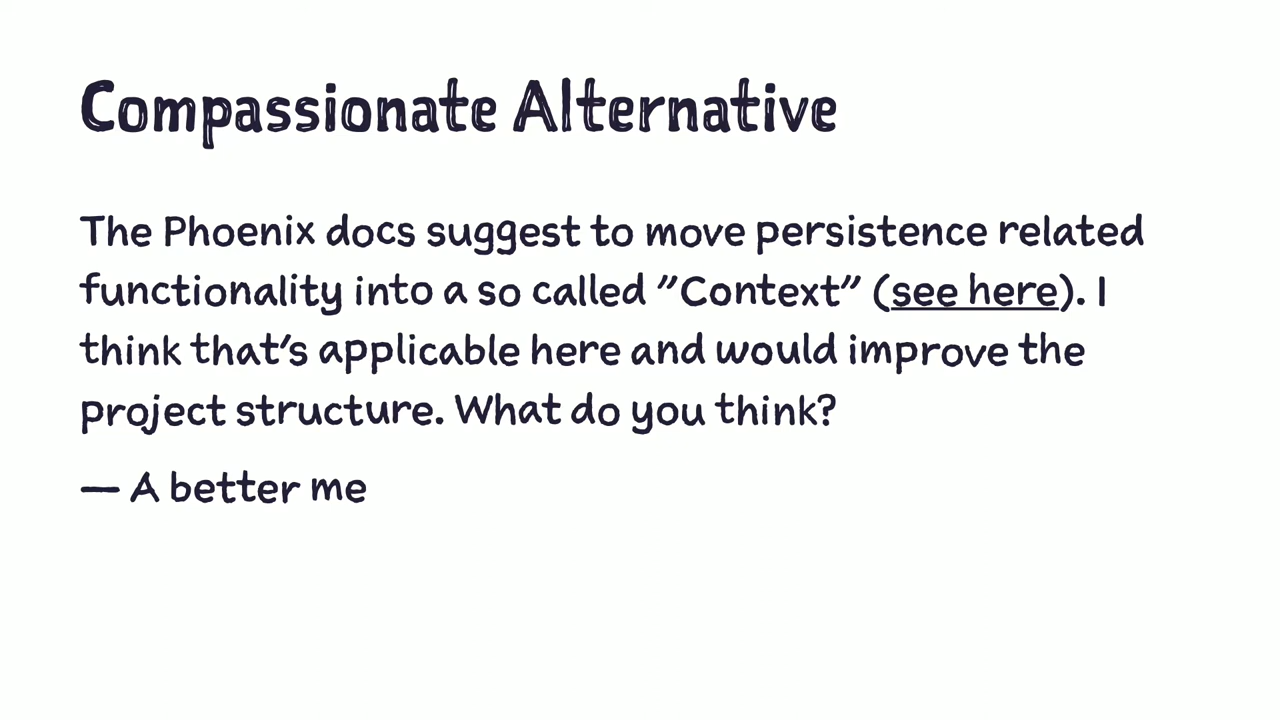 Compassionate Alternative
The Phoenix docs suggest to move persistence related
functionality into a so called "Context" (see here). I
think that's applicable here and would improve the
project structure. What do you think?
— A better me